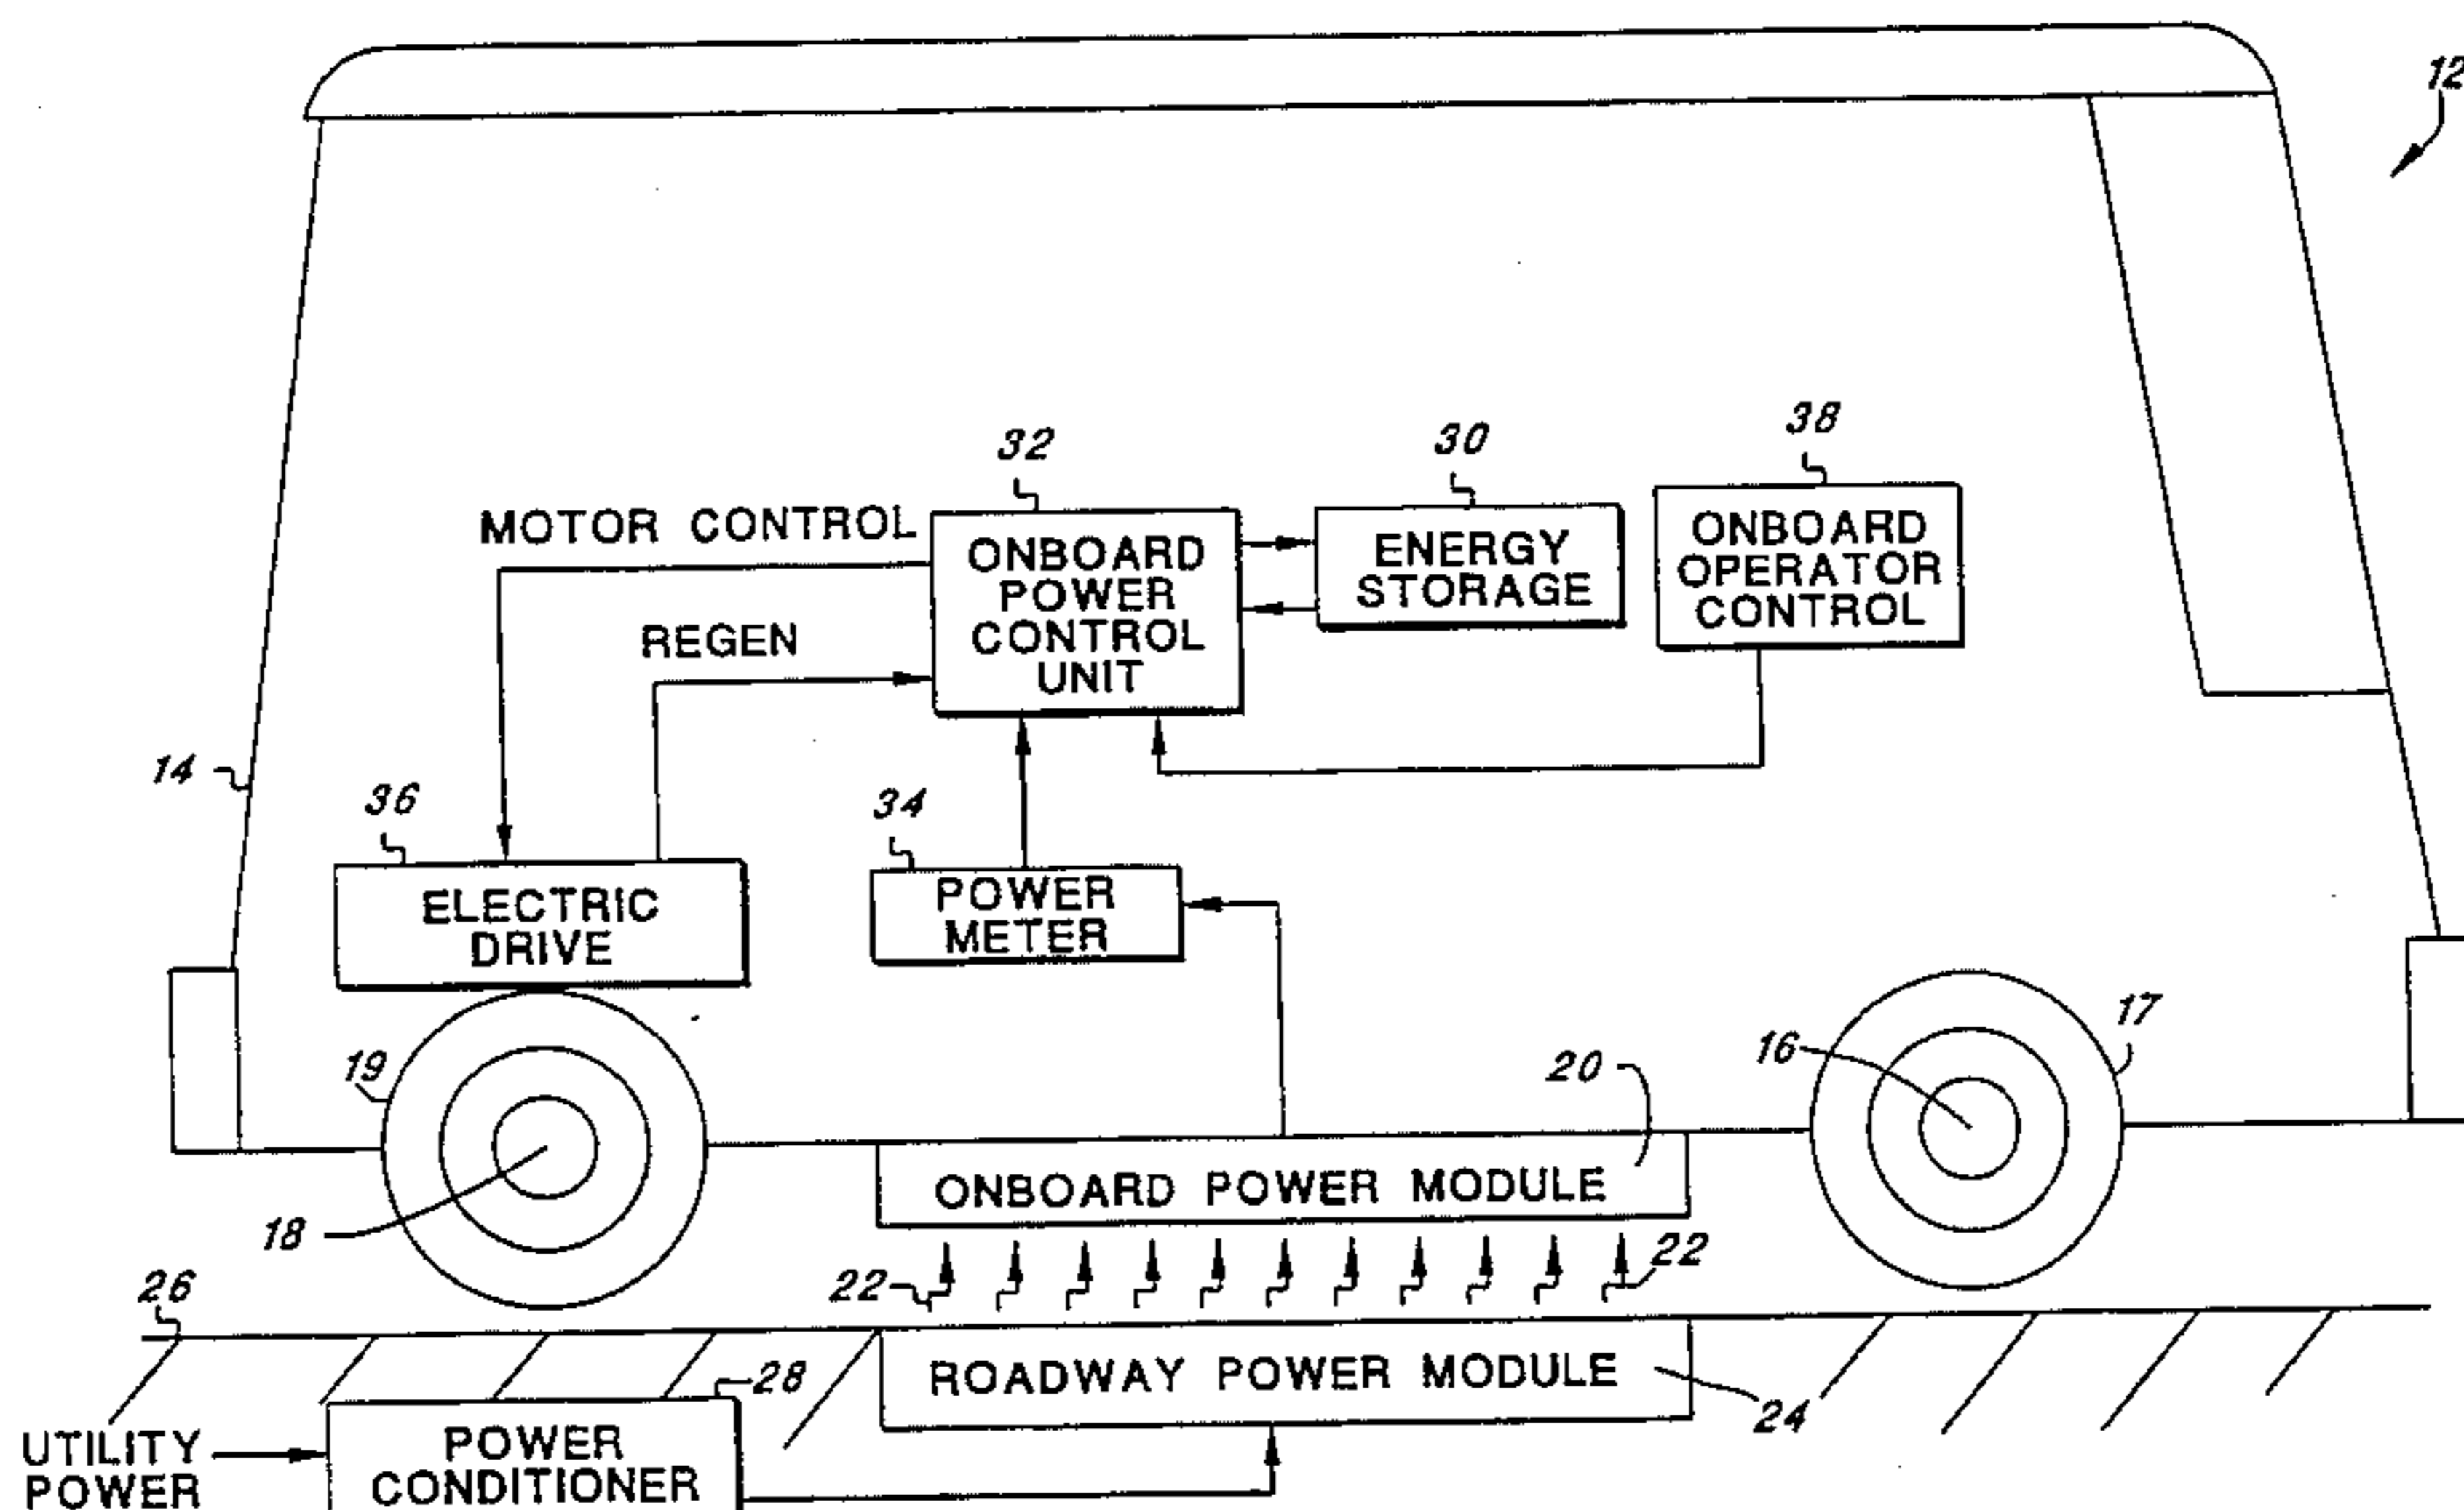 12
38
30
32
MOTOR CONTROL
ONBOARD
POWER
CONTROL
UNIT
ENERGY
STORAGE
ONBOARD
OPERATOR
CONTROL
REGEN
14
36
34
ELECTRIC
DRIVE
POWER
METER
17
16
19
20
ONBOARD POWER MODULE
18
22
22
26
28
ROADWAY POWER MODULE
24
UTILITY
POWER
POWER
CONDITIONER